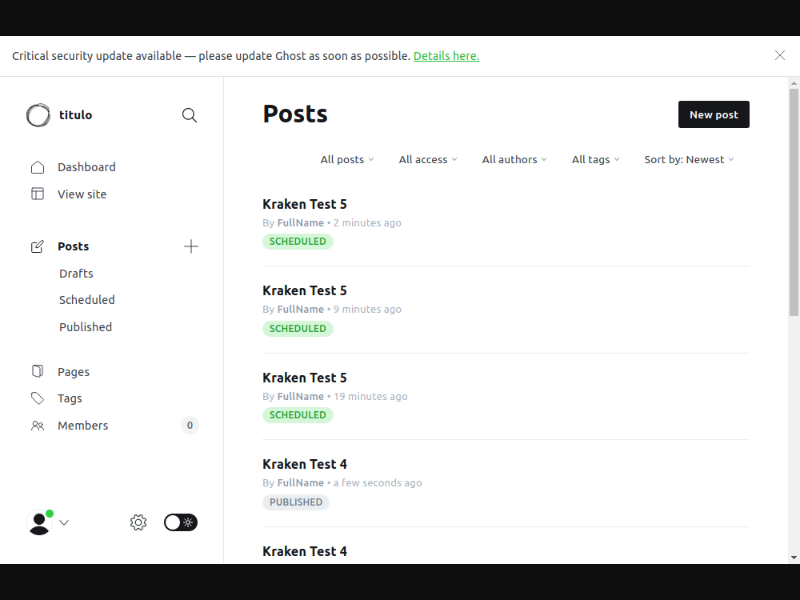 Critical security update available — please update Ghost as soon as possible. Details here.
titulo
Dashboard
View site
Posts
Drafts
Scheduled
Published
Pages
Tags
Members
0
Posts
New post
All posts
All access
All authors
All tags
Sort by: Newest
Kraken Test 5
By FullName • 2 minutes ago
SCHEDULED
Kraken Test 5
By FullName • 9 minutes ago
SCHEDULED
Kraken Test 5
By FullName • 19 minutes ago
SCHEDULED
Kraken Test 4
By FullName • a few seconds ago
PUBLISHED
Kraken Test 4